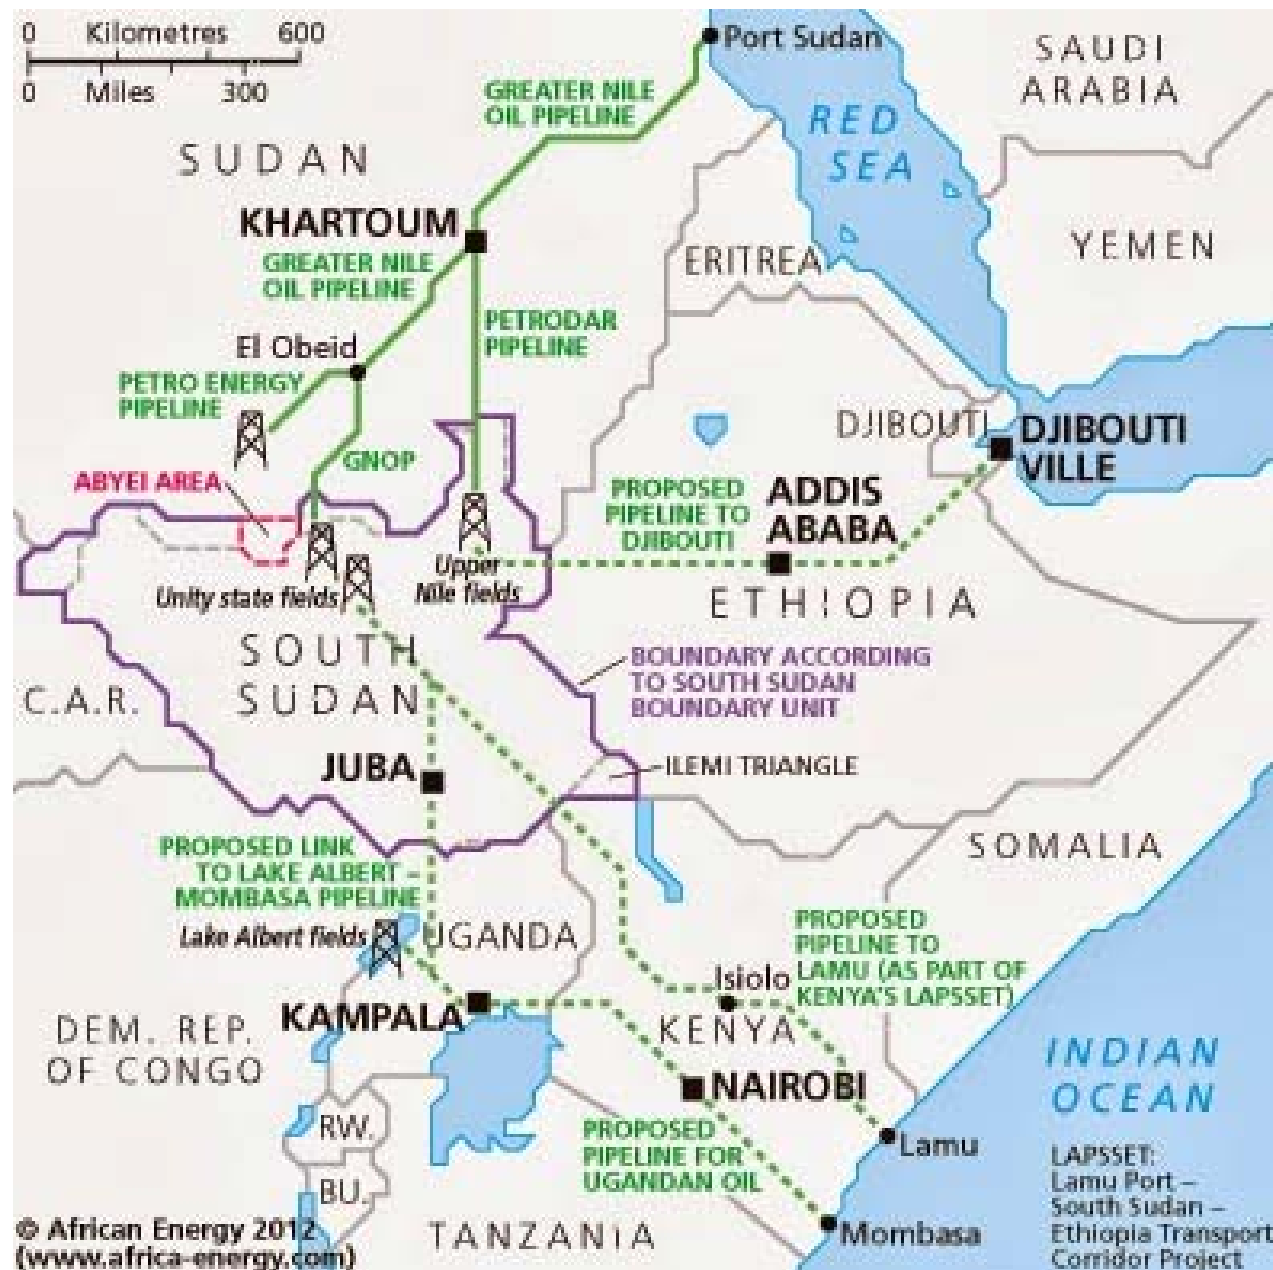 0 Kilometres 600
0 Miles 300
Port Sudan
SAUDI
ARABIA
GREATER NILE
OIL PIPELINE
RED
SEA
SUDAN
KHARTOUM
YEMEN
GREATER NILE
OIL PIPELINE
ERITREA
PETRODAR
PIPELINE
El Obeid
PETRO ENERGY
PIPELINE
DJIBOUTI
DJIBOUTI
VILLE
GNOP
ABYEI AREA
PROPOSED
PIPELINE TO
DJIBOUTI
ADDIS
ABABA
Upper
Nile fields
Unity state fields
ETHIOPIA
SOUTH
SUDAN
BOUNDARY ACCORDING
TO SOUTH SUDAN
BOUNDARY UNIT
C.A.R.
JUBA
ILEMI TRIANGLE
PROPOSED LINK
TO LAKE ALBERT –
MOMBASA PIPELINE
SOMALIA
Lake Albert fields
UGANDA
PROPOSED
PIPELINE TO
LAMU (AS PART OF
KENYA'S LAPSSET)
Isiolo
KAMPALA
KENYA
DEM. REP.
OF CONGO
INDIAN
OCEAN
NAIROBI
RW.
PROPOSED
PIPELINE FOR
UGANDAN OIL
Lamu
BU.
LAPSSET:
Lamu Port –
South Sudan –
Ethiopia Transport
Corridor Project
TANZANIA
Mombasa
© African Energy 2012
(www.africa-energy.com)